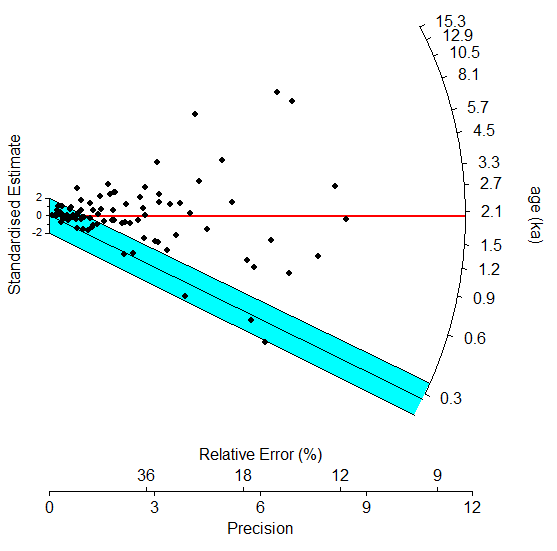 15.3
12.9
10.5
8.1
5.7
4.5
3.3
2.7
2.1
1.5
1.2
0.9
0.6
0.3
age (ka)
Standardised Estimate
2
0
-2
Relative Error (%)
36 18 12 9
0 3 6 9 12
Precision